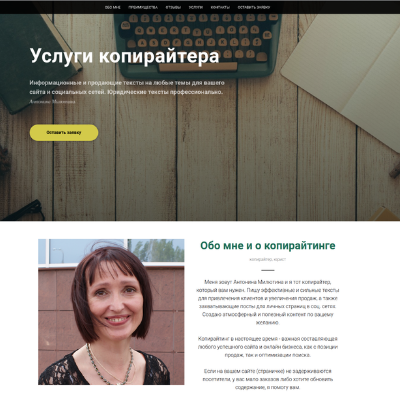 ОБО МНЕ ПРЕИМУЩЕСТВА ОТЗЫВЫ УСЛУГИ КОНТАКТЫ ОСТАВИТЬ ЗАЯВКУ
Услуги копирайтера
Информационные и продающие тексты на любые темы для вашего
сайта и социальных сетей. Юридические тексты профессионально.
Антонина Милютина
Оставить заявку
Обо мне и о копирайтинге
копирайтер, юрист
Меня зовут Антонина Милютина и я тот копирайтер,
который вам нужен. Пишу эффективные и сильные тексты
для привлечения клиентов и увеличения продаж, а также
захватывающие посты для личных страниц в соц. сетях.
Создаю атмосферный и полезный контент по вашему
желанию.
Копирайтинг в настоящее время - важная составляющая
любого успешного сайта и онлайн бизнеса, как с позиции
продаж, так и оптимизации поиска.
Если на вашем сайте (страничке) не задерживаются
посетители, у вас мало заказов либо хотите обновить
содержание, я помогу вам.